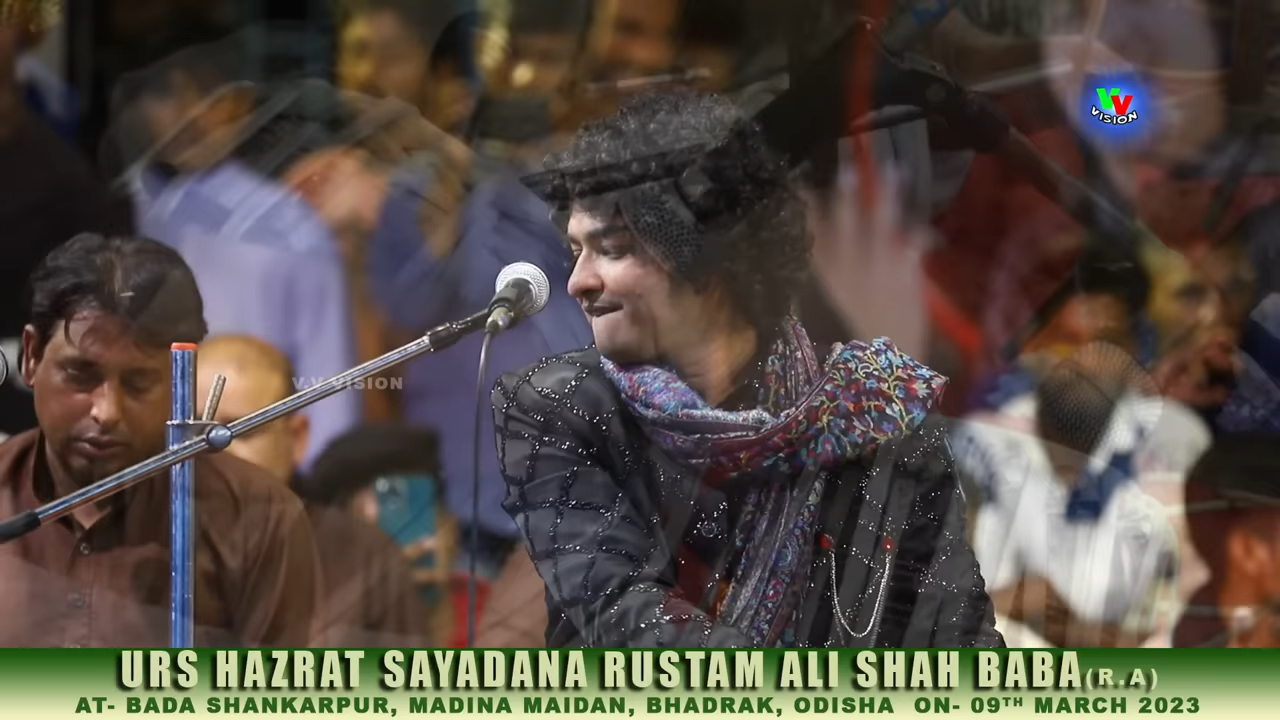 VV
VISION
V.V VISION
URS HAZRAT SAYADANA RUSTAM ALI SHAH BABA(R.A)
AT- BADA SHANKARPUR, MADINA MAIDAN, BHADRAK, ODISHA ON- 09TH MARCH 2023